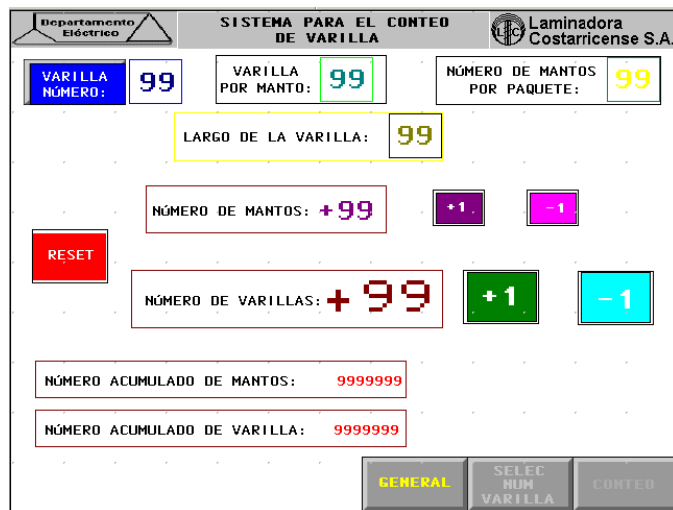 Departamento
Eléctrico
SISTEMA PARA EL CONTEO
DE VARILLA
LC
Laminadora
Costarricense S.A.
VARILLA
NÚMERO:
99
VARILLA
POR MANTO:
99
NÚMERO DE MANTOS
POR PAQUETE:
99
LARGO DE LA VARILLA:
99
NÚMERO DE MANTOS:
+99
+1
-1
RESET
NÚMERO DE VARILLAS:
+99
+1
-1
NÚMERO ACUMULADO DE MANTOS:
9999999
NÚMERO ACUMULADO DE VARILLA:
9999999
GENERAL
SELEC
NUM
VARILLA
CONTEO